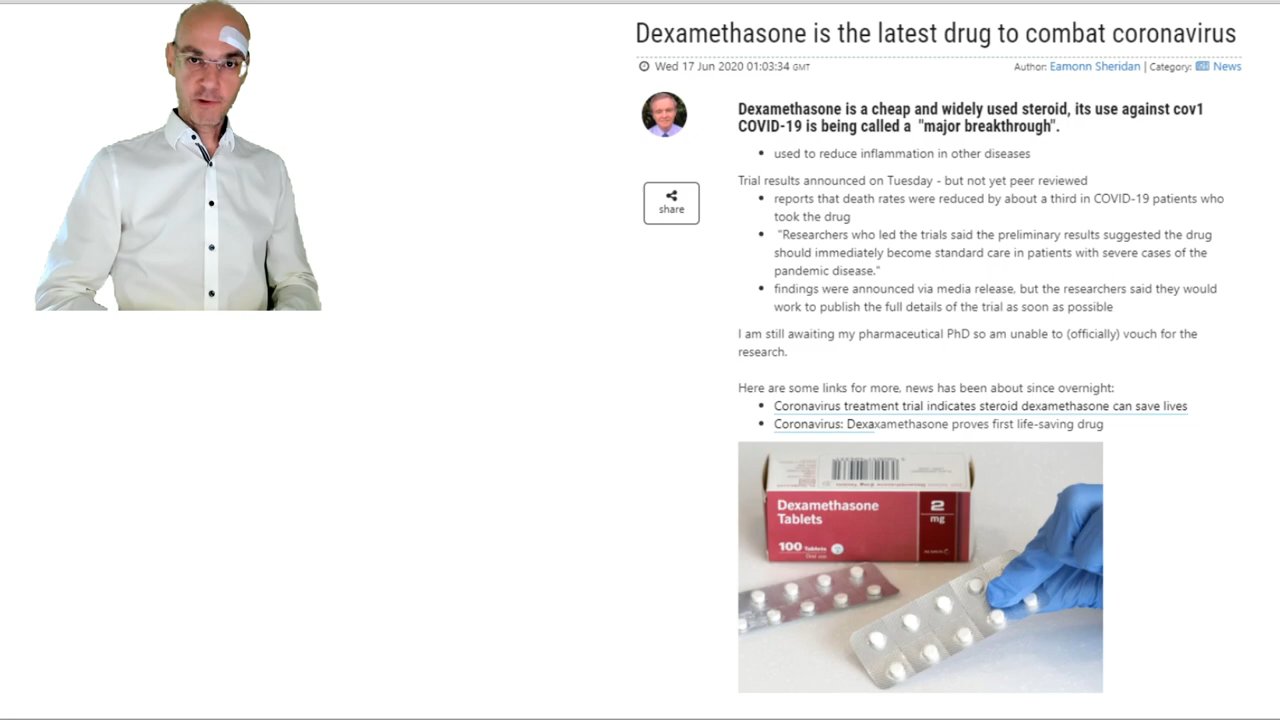 Dexamethasone is the latest drug to combat coronavirus
Wed 17 Jun 2020 01:03:34 GMT
Author: Eamonn Sheridan | Category: News
Dexamethasone is a cheap and widely used steroid, its use against cov1
COVID-19 is being called a "major breakthrough".
• used to reduce inflammation in other diseases
share
Trial results announced on Tuesday - but not yet peer reviewed
• reports that death rates were reduced by about a third in COVID-19 patients who
took the drug
• "Researchers who led the trials said the preliminary results suggested the drug
should immediately become standard care in patients with severe cases of the
pandemic disease."
• findings were announced via media release, but the researchers said they would
work to publish the full details of the trial as soon as possible
I am still awaiting my pharmaceutical PhD so am unable to (officially) vouch for the
research.
Here are some links for more, news has been about since overnight:
• Coronavirus treatment trial indicates steroid dexamethasone can save lives
• Coronavirus: Dexaxamethasone proves first life-saving drug
Dexamethasone
Tablets
2
mg
100 Tablets